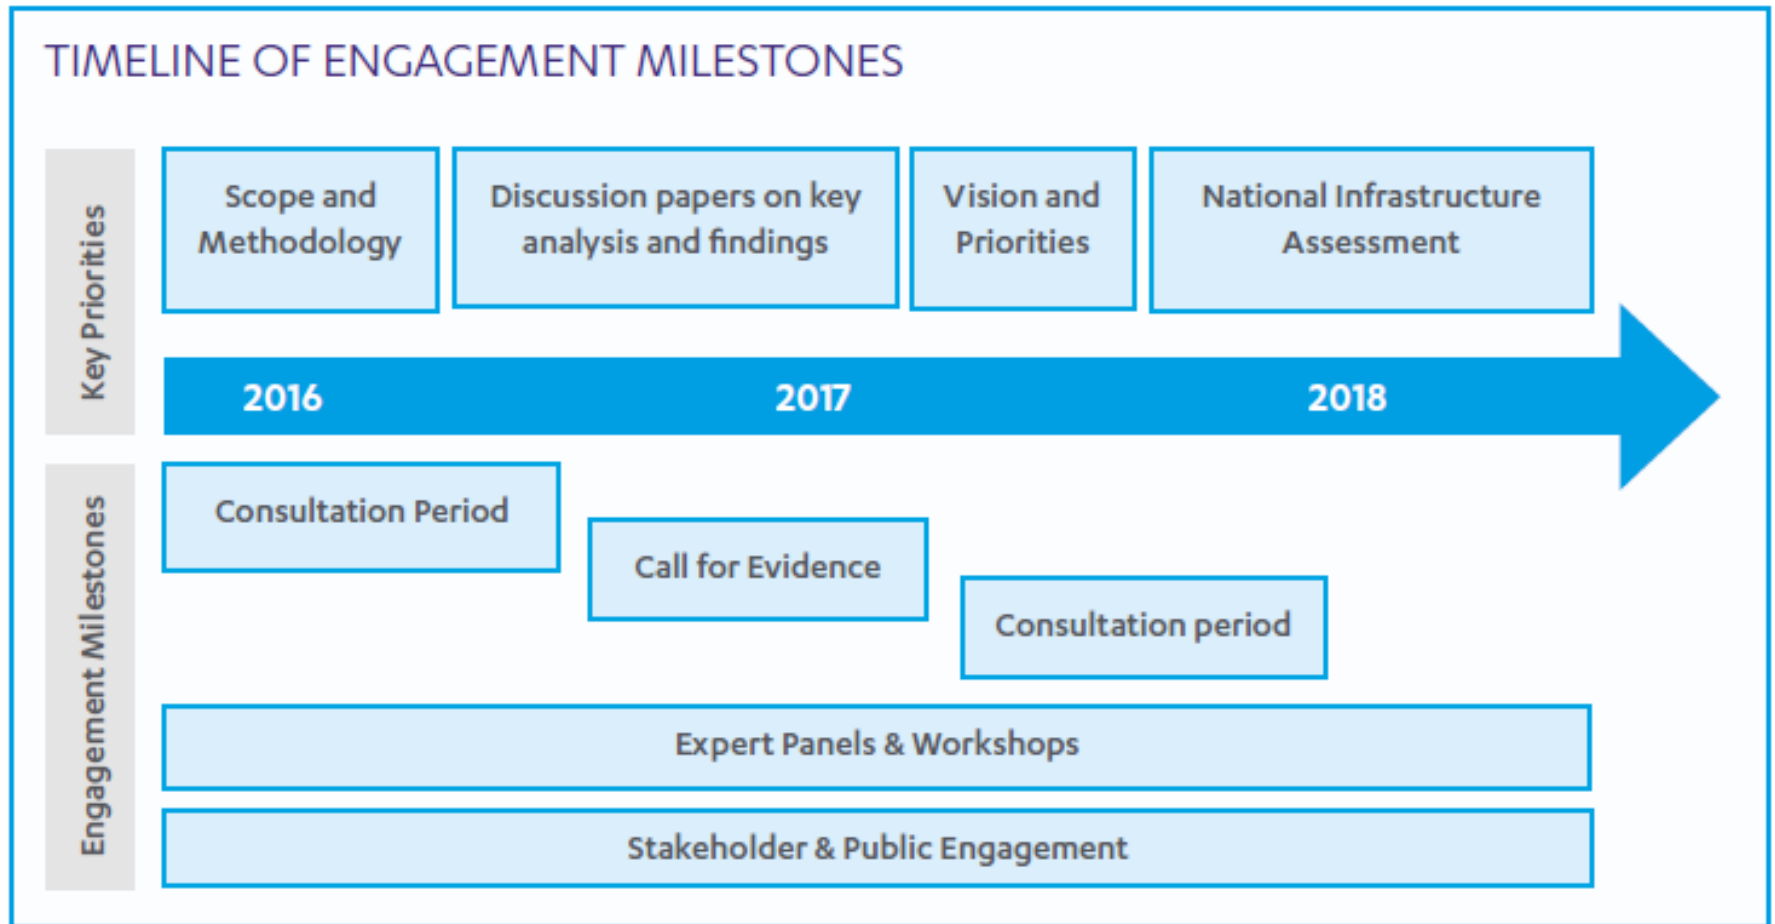 TIMELINE OF ENGAGEMENT MILESTONES
Key Priorities
Scope and
Methodology
Discussion papers on key
analysis and findings
Vision and
Priorities
National Infrastructure
Assessment
2016
2017
2018
Engagement Milestones
Consultation Period
Call for Evidence
Consultation period
Expert Panels & Workshops
Stakeholder & Public Engagement